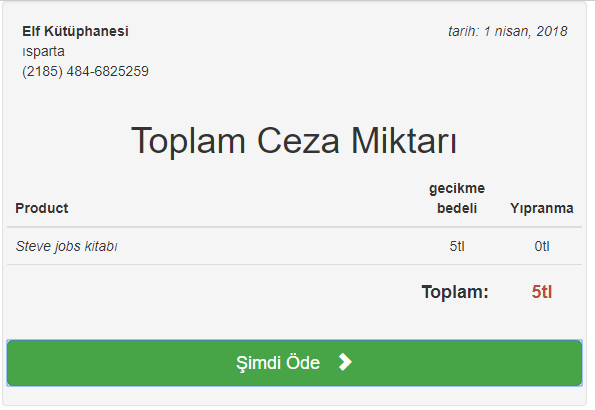 Elf Kütüphanesi
tarih: 1 nisan, 2018
ısparta
(2185) 484-6825259
Toplam Ceza Miktarı
Product gecikme bedeli Yıpranma
Steve jobs kitabı 5tl 0tl
Toplam: 5tl
Şimdi Öde